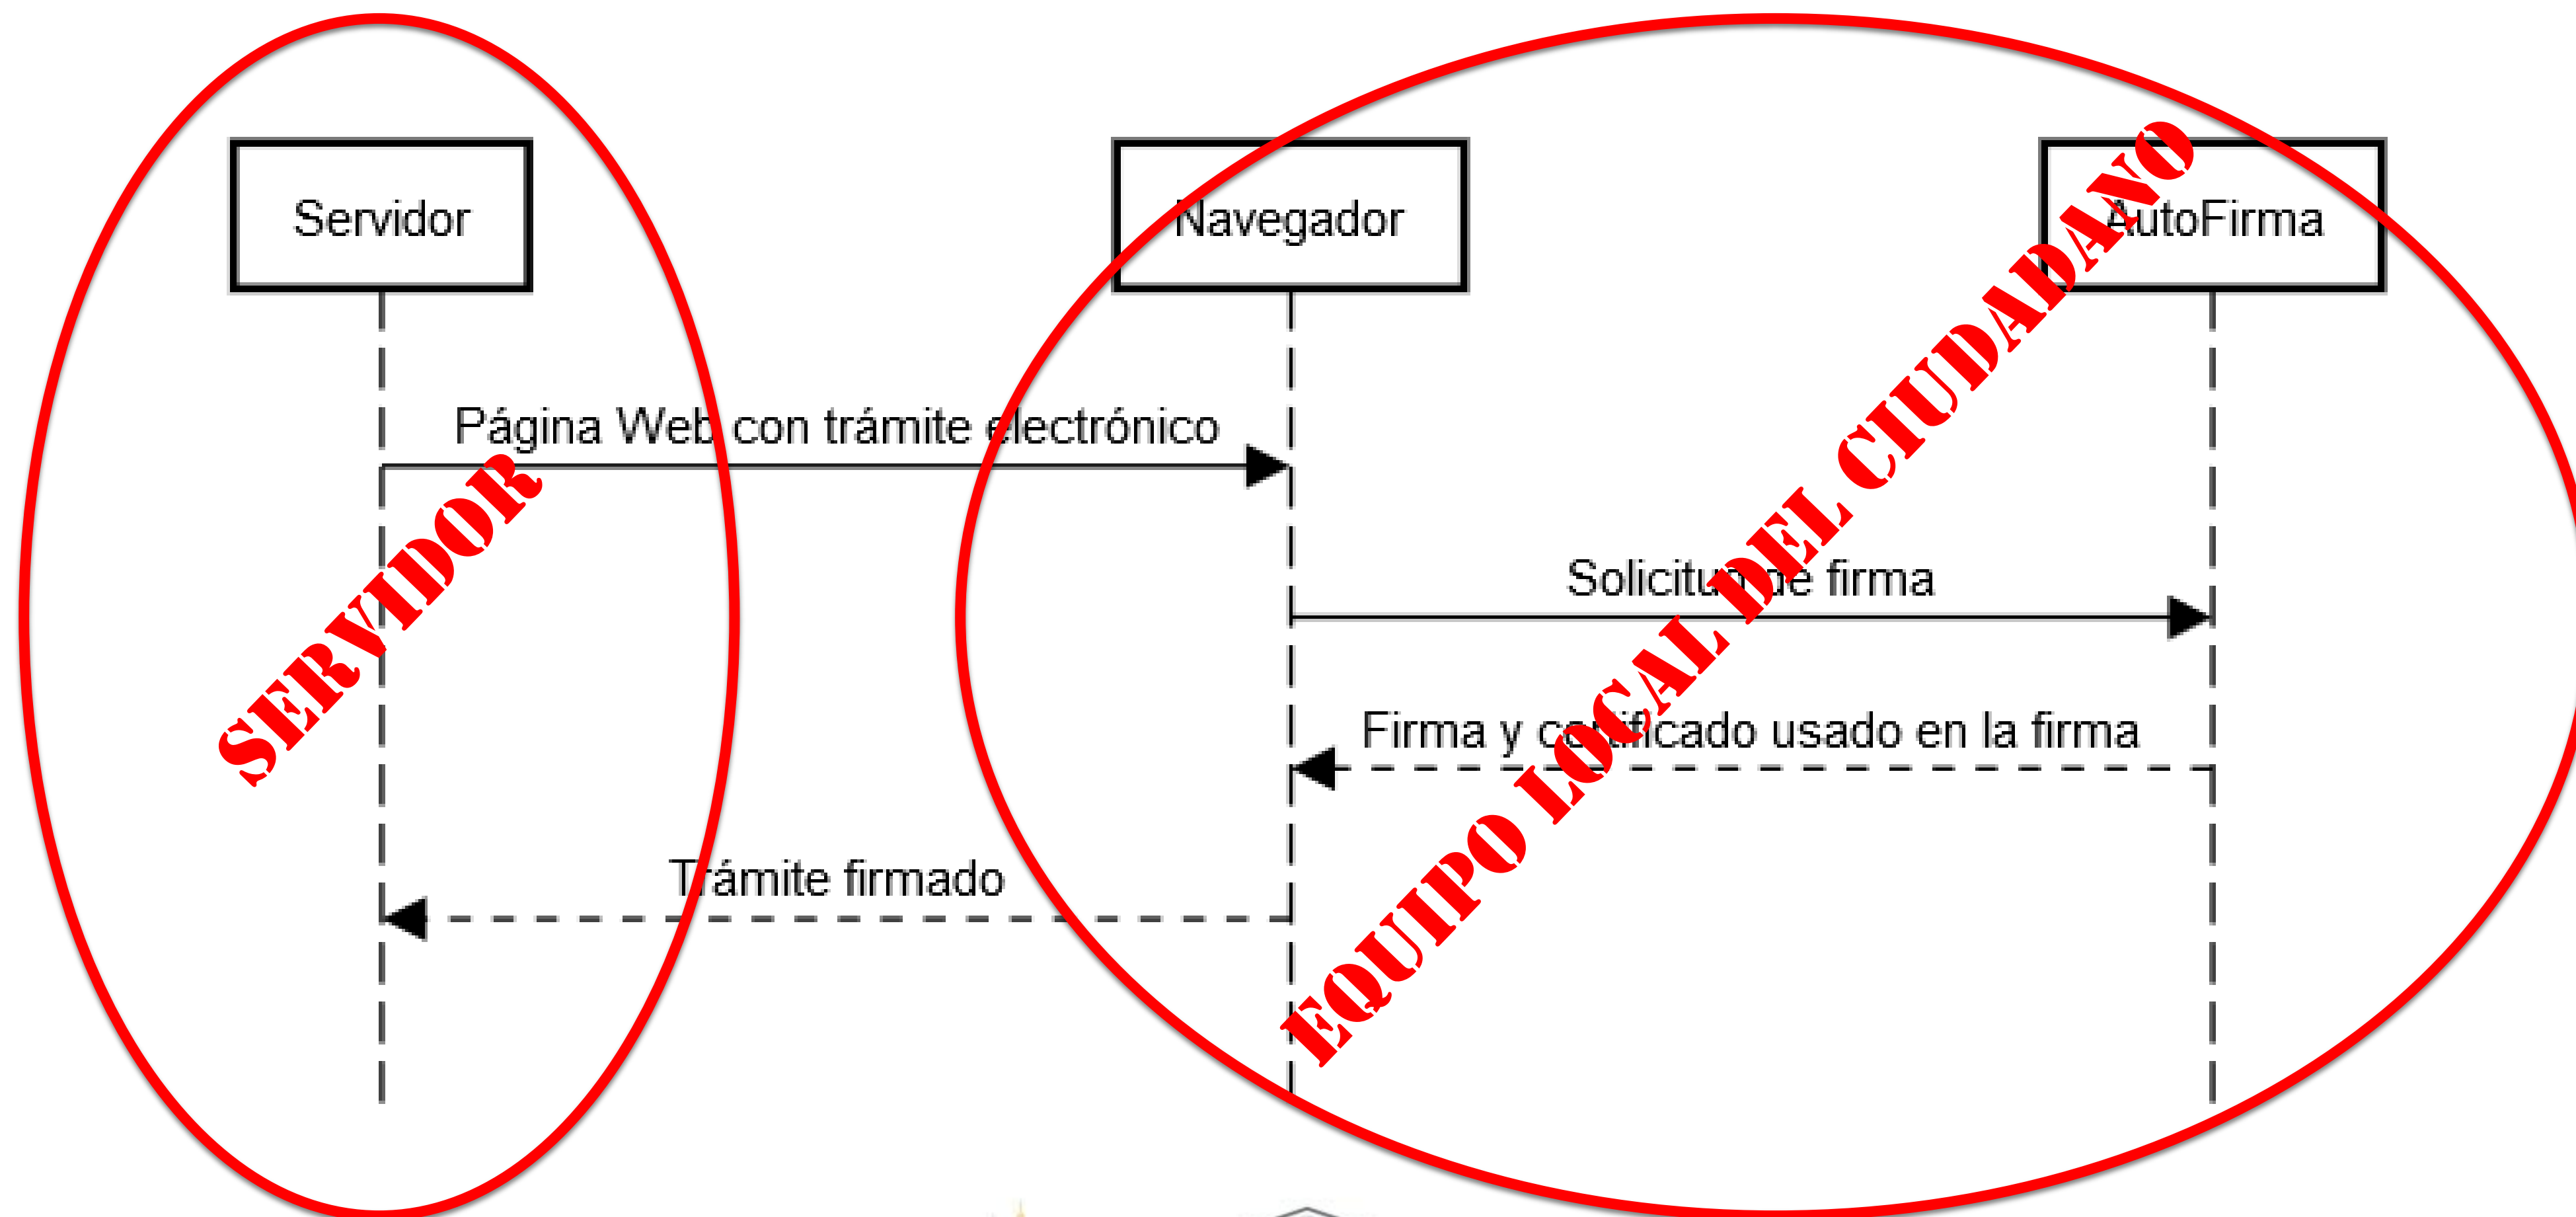 Servidor
Navegador
AutoFirma
Página Web con trámite electrónico
SERVIDOR
Solicitud de firma
EQUIPO LOCAL DEL CIUDADANO
Firma y certificado usado en la firma
Trámite firmado